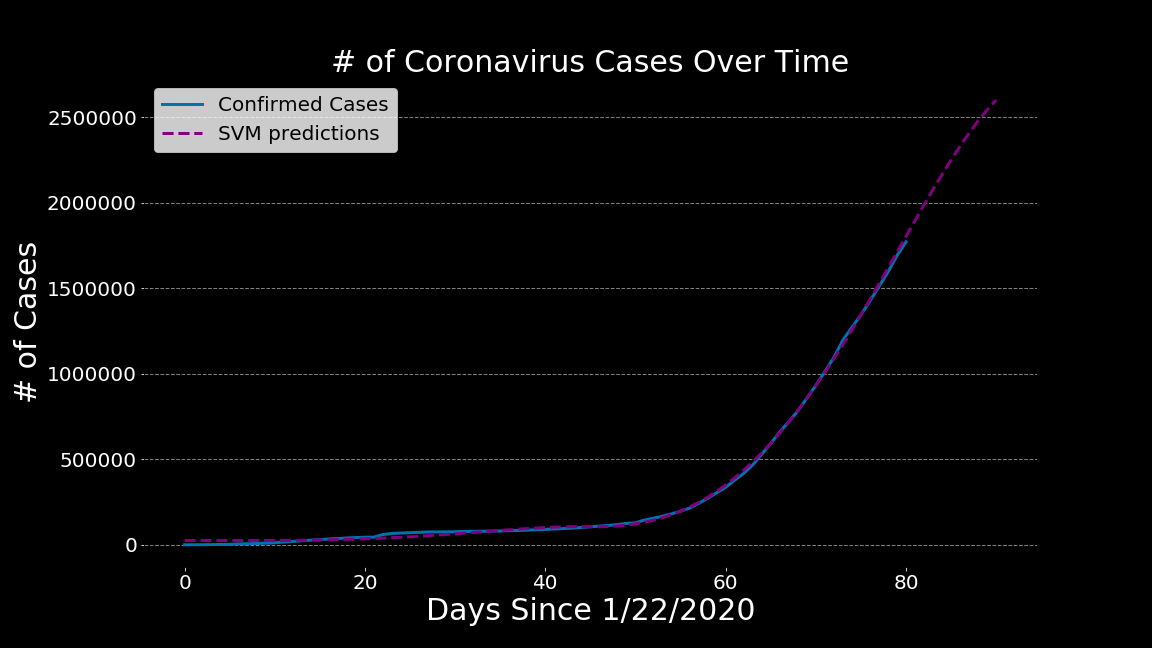 # of Coronavirus Cases Over Time
Confirmed Cases
SVM predictions
2500000
2000000
1500000
1000000
500000
0
# of Cases
0 20 40 60 80
Days Since 1/22/2020